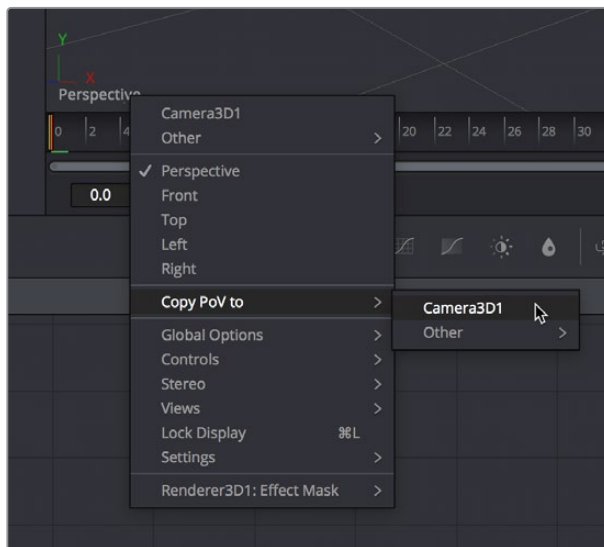 Y
X
Perspective
Camera3D1
Other
0 2 4 20 22 24 26 28 30
Perspective
0.0
Front
Top
Left
Right
Copy PoV to
Camera3D1
Global Options
Other
Controls
Stereo
Views
Lock Display ⌘L
Settings
Renderer3D1: Effect Mask